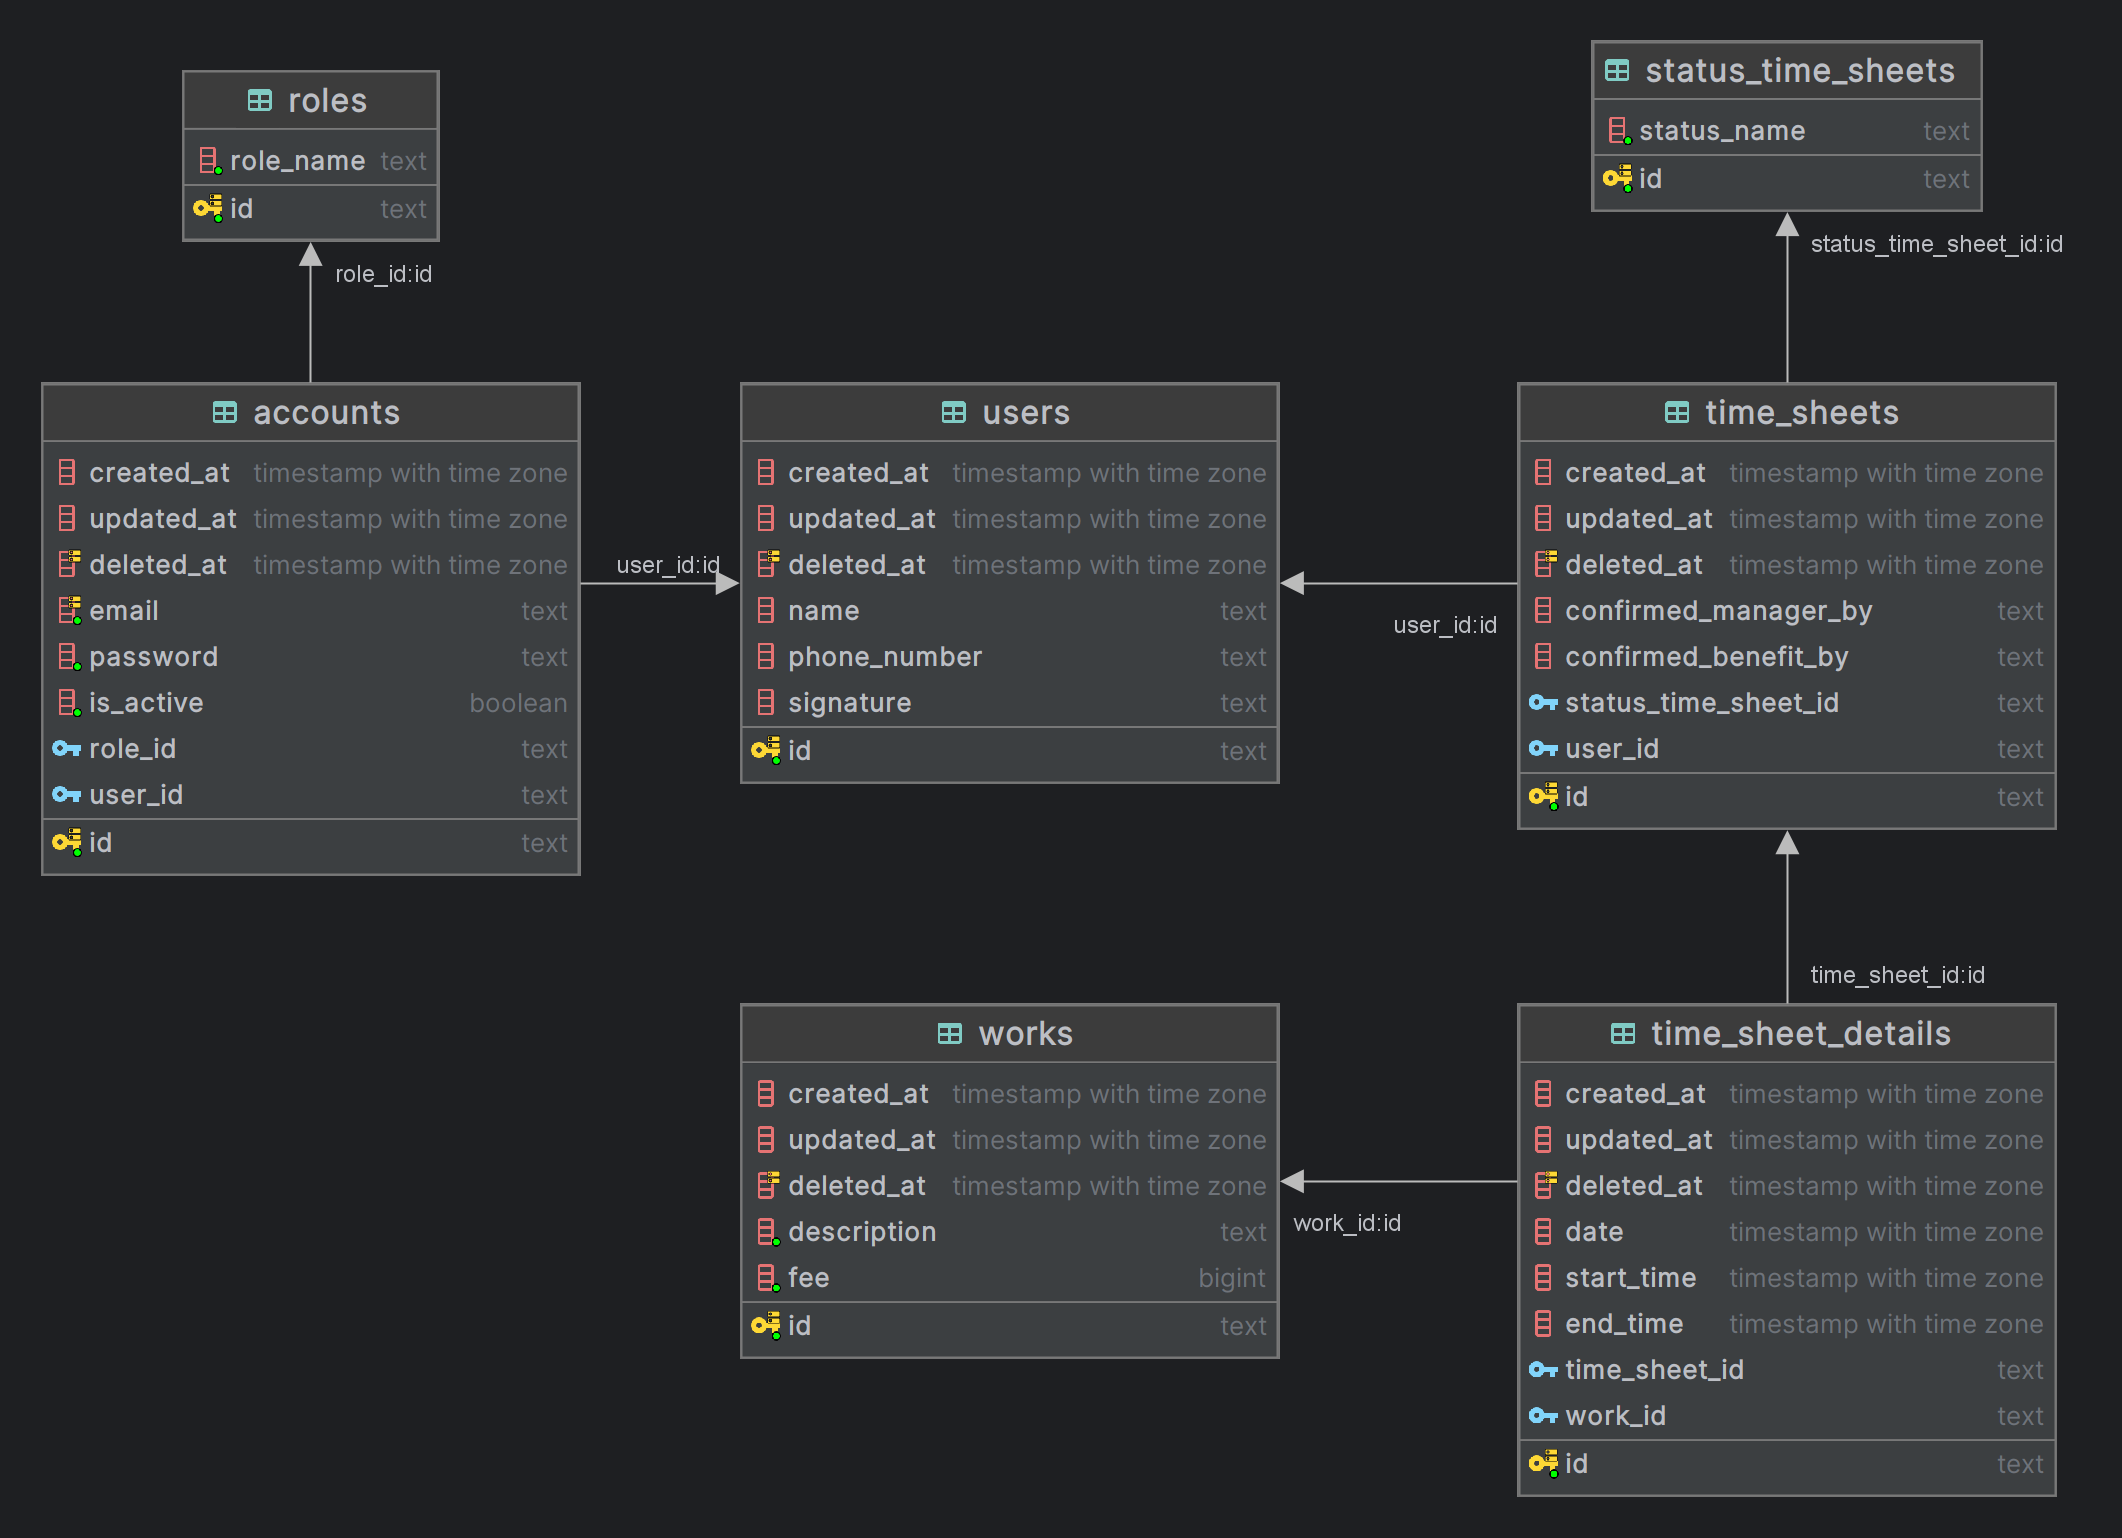 roles
role_name text
id text
role_id:id
status_time_sheets
status_name text
id text
status_time_sheet_id:id
accounts
created_at timestamp with time zone
updated_at timestamp with time zone
deleted_at timestamp with time zone
email text
password text
is_active boolean
role_id text
user_id text
id text
user_id:id
users
created_at timestamp with time zone
updated_at timestamp with time zone
deleted_at timestamp with time zone
name text
phone_number text
signature text
id text
user_id:id
time_sheets
created_at timestamp with time zone
updated_at timestamp with time zone
deleted_at timestamp with time zone
confirmed_manager_by text
confirmed_benefit_by text
status_time_sheet_id text
user_id text
id text
time_sheet_id:id
works
created_at timestamp with time zone
updated_at timestamp with time zone
deleted_at timestamp with time zone
description text
fee bigint
id text
work_id:id
time_sheet_details
created_at timestamp with time zone
updated_at timestamp with time zone
deleted_at timestamp with time zone
date timestamp with time zone
start_time timestamp with time zone
end_time timestamp with time zone
time_sheet_id text
work_id text
id text